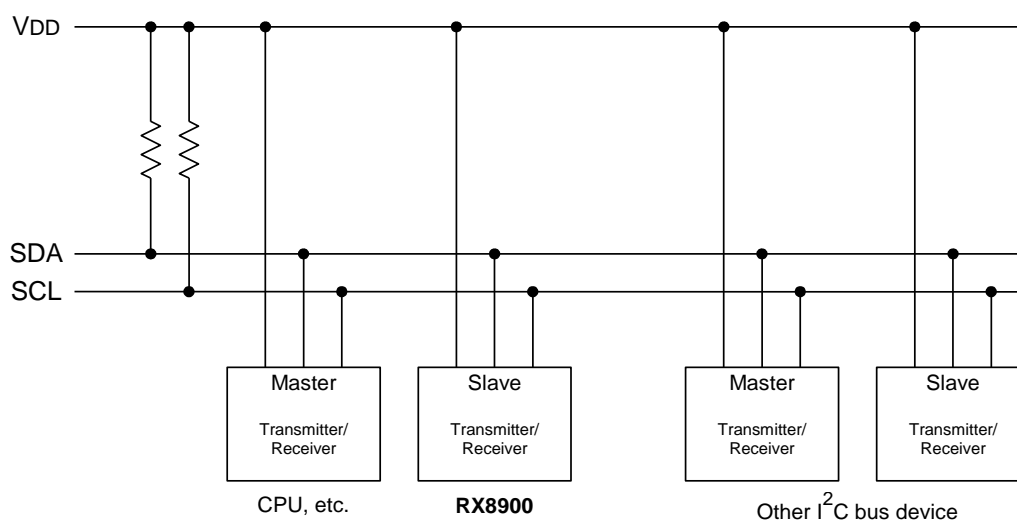 VDD
SDA
SCL
Master
Transmitter/
Receiver
Slave
Transmitter/
Receiver
Master
Transmitter/
Receiver
Slave
Transmitter/
Receiver
CPU, etc.
RX8900
Other I²C bus device